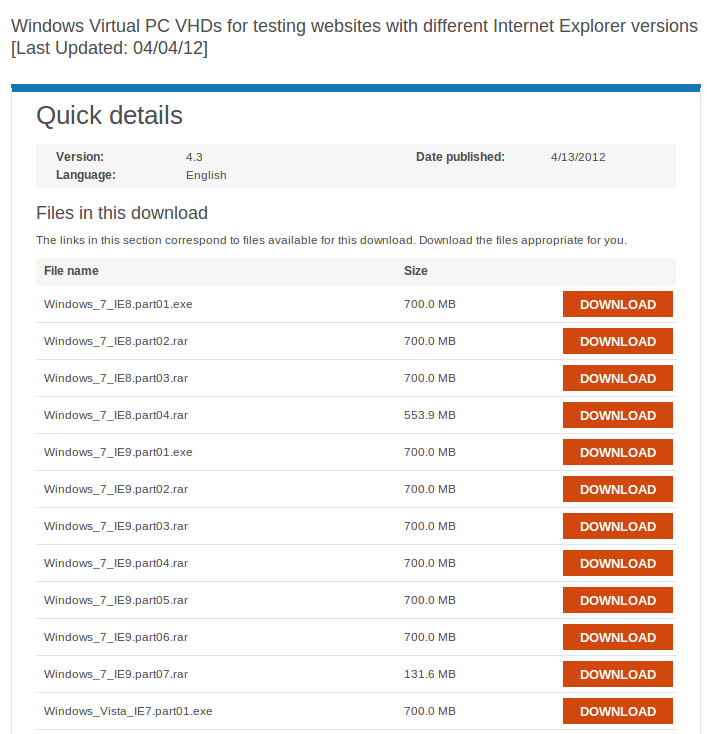 Windows Virtual PC VHDs for testing websites with different Internet Explorer versions
[Last Updated: 04/04/12]
Quick details
Version: 4.3 Date published: 4/13/2012
Language: English
Files in this download
The links in this section correspond to files available for this download. Download the files appropriate for you.
File name Size
Windows_7_IE8.part01.exe 700.0 MB DOWNLOAD
Windows_7_IE8.part02.rar 700.0 MB DOWNLOAD
Windows_7_IE8.part03.rar 700.0 MB DOWNLOAD
Windows_7_IE8.part04.rar 553.9 MB DOWNLOAD
Windows_7_IE9.part01.exe 700.0 MB DOWNLOAD
Windows_7_IE9.part02.rar 700.0 MB DOWNLOAD
Windows_7_IE9.part03.rar 700.0 MB DOWNLOAD
Windows_7_IE9.part04.rar 700.0 MB DOWNLOAD
Windows_7_IE9.part05.rar 700.0 MB DOWNLOAD
Windows_7_IE9.part06.rar 700.0 MB DOWNLOAD
Windows_7_IE9.part07.rar 131.6 MB DOWNLOAD
Windows_Vista_IE7.part01.exe 700.0 MB DOWNLOAD